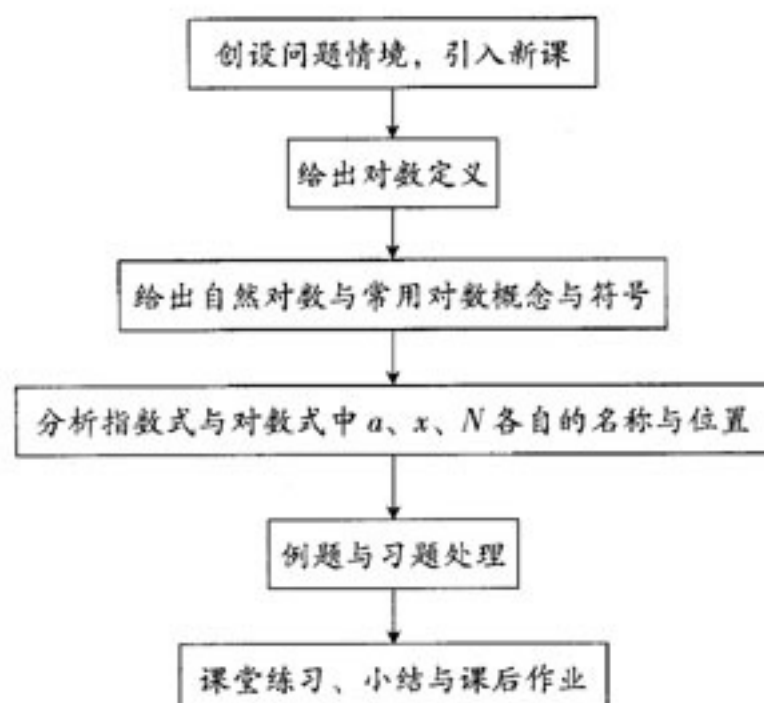 创设问题情境，引入新课
给出对数定义
给出自然对数与常用对数概念与符号
分析指数式与对数式中 a、x、N 各自的名称与位置
例题与习题处理
课堂练习、小结与课后作业